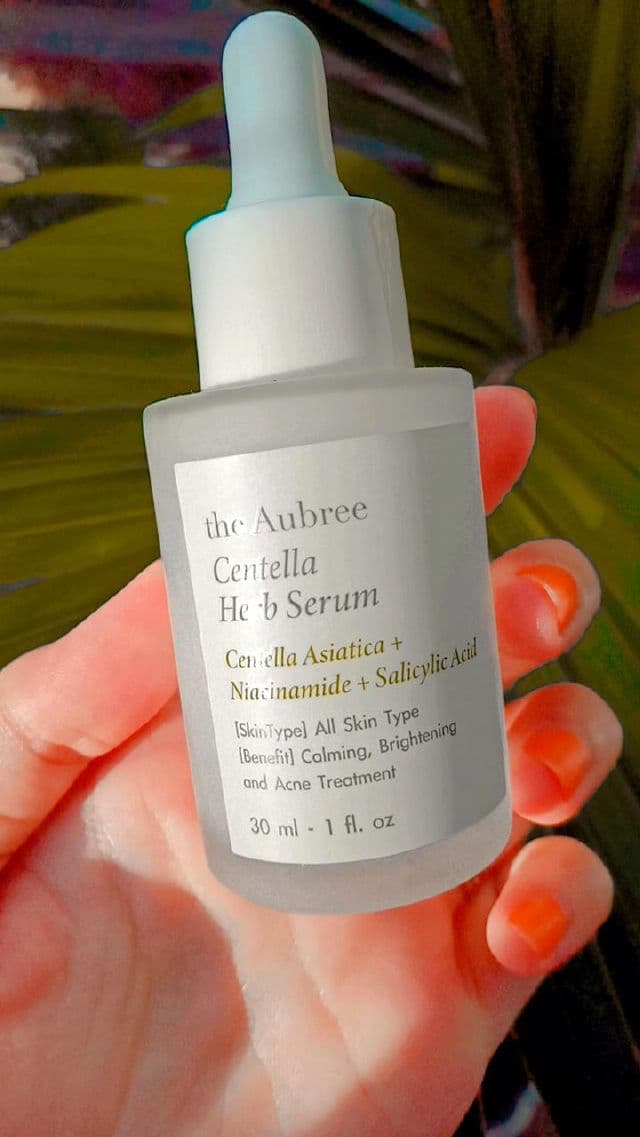 the Aubree
Centella
Herb Serum
Centella Asiatica +
Niacinamide + Salicylic Acid
[SkinType] All Skin Type
[Benefit] Calming, Brightening
and Acne Treatment
30 ml - 1 fl. oz